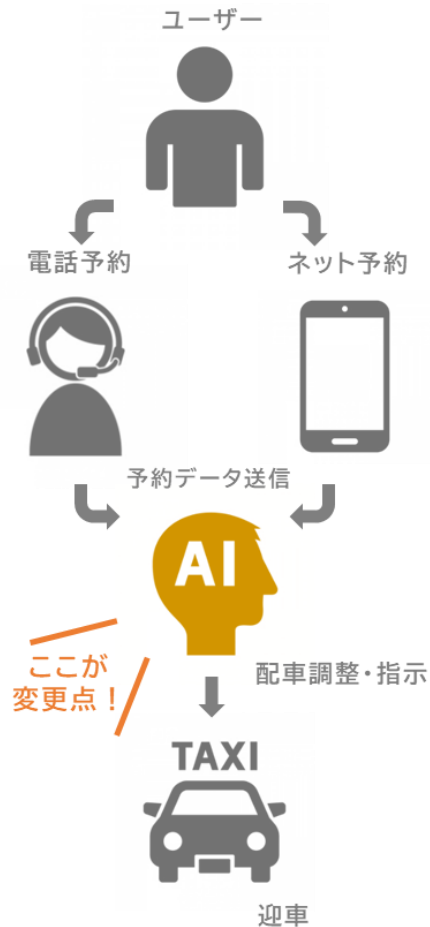 ユーザー
電話予約
ネット予約
予約データ送信
AI
ここが
変更点!
配車調整・指示
TAXI
迎車